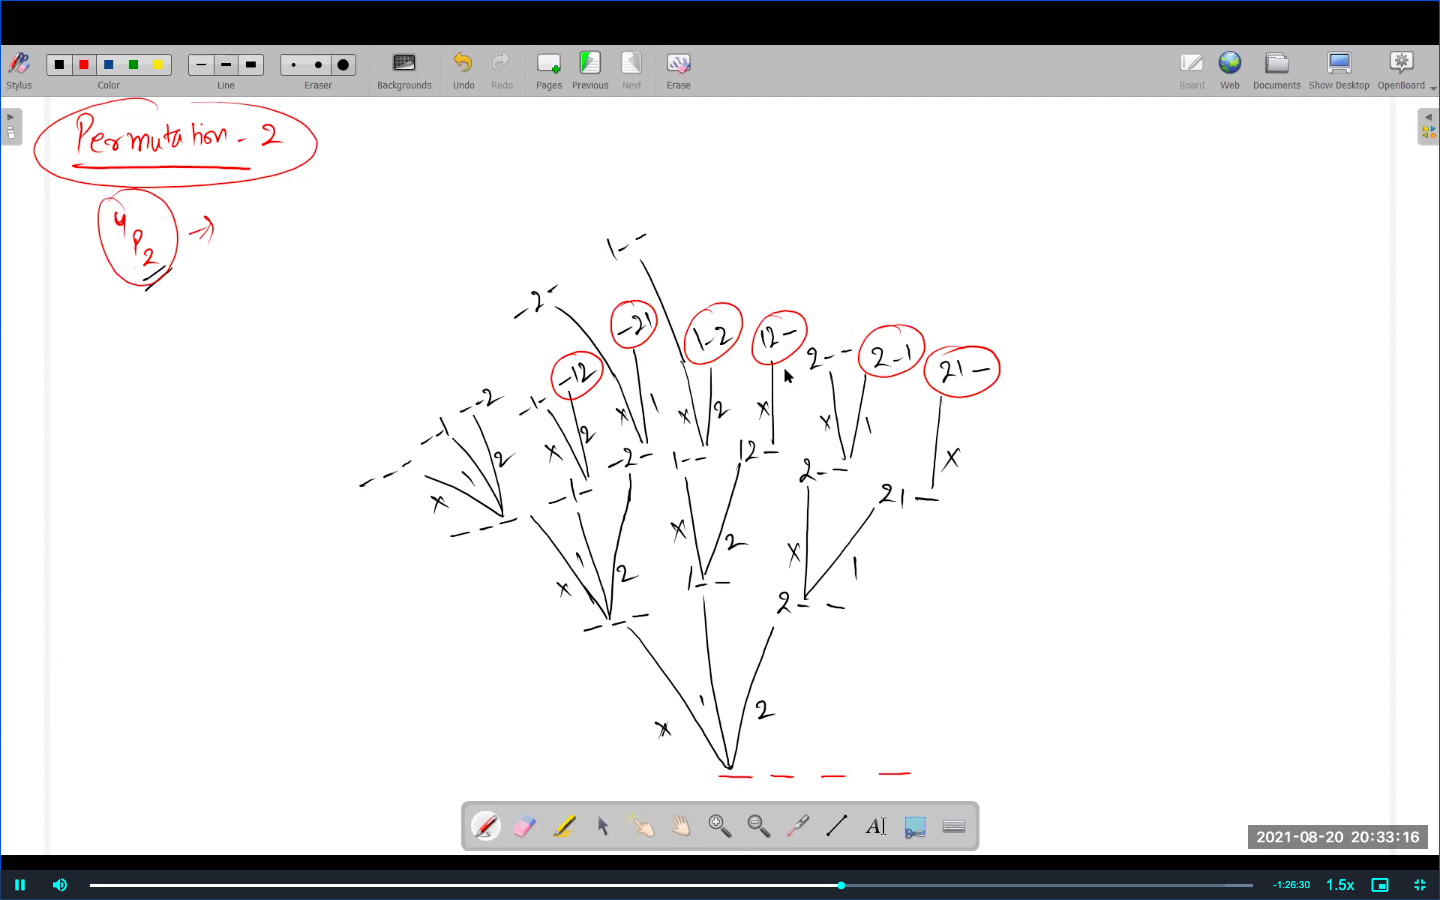 Stylus Color Line Eraser Backgrounds Undo Redo Pages Previous Next Erase Board Web Documents Show Desktop OpenBoard
Permutation - 2
4P2 →
1 - -
- 2 -
- 21
1 - 2
12 -
2 - -
2 - 1
21 -
- 12
- 1 -
- - 2
- - 1
- - -
x 1 2
x 2
x 1
x 2
x
x 1
x
- - -
- 1 -
- 2 -
1 - -
12 -
2 - -
21 -
x 1 2
x 2
x 1
- - -
1 - -
2 - -
x 1 2
_ _ _ _
2021-08-20 20:33:16
-1:26:30 1.5x